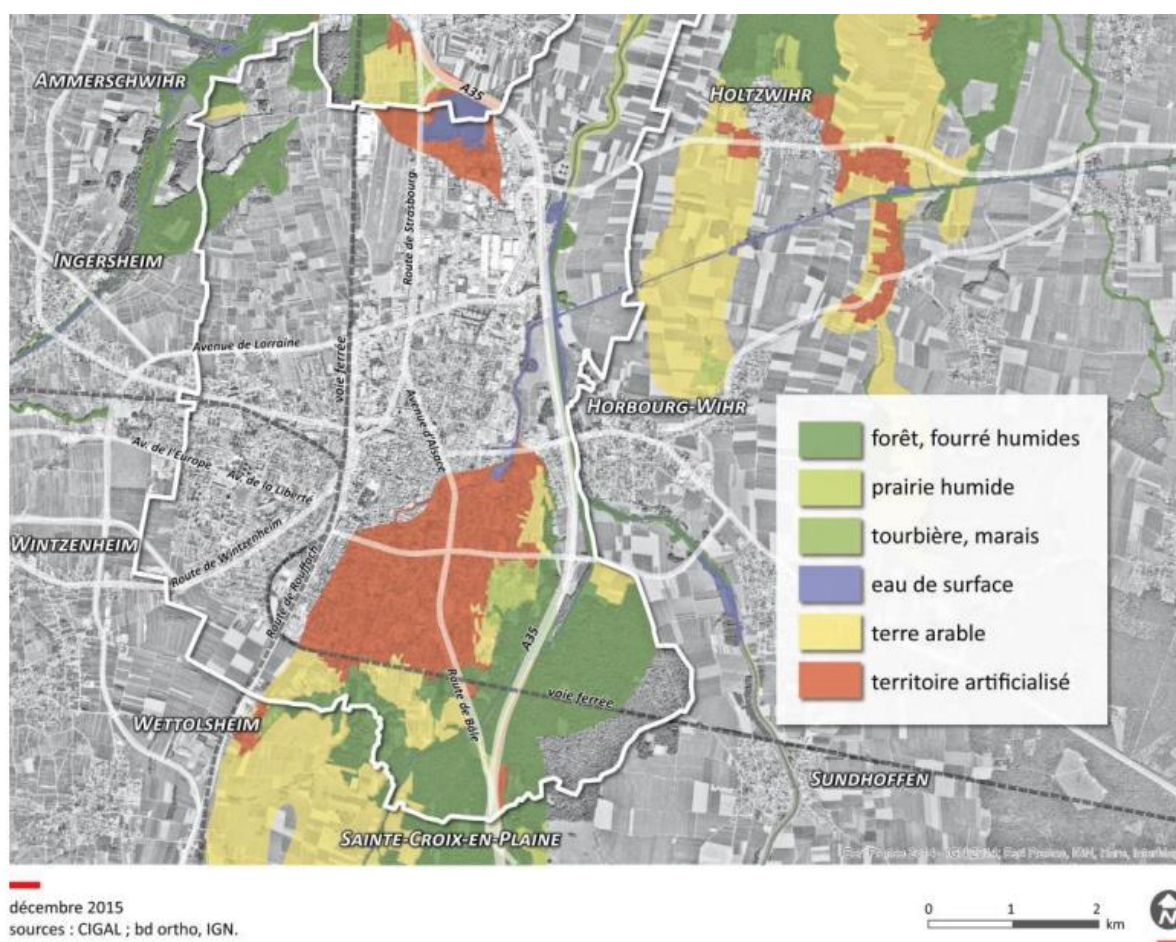 AMMERSCHWIHR
A35
HOLTZWIHR
Route de Strasbourg
INGERSHEIM
voie ferrée
Avenue de Lorraine
HORBOURG-WIHR
Avenue d'Alsace
Av. de l'Europe
Av. de la Liberté
WINTZENHEIM
Route de Wintzenheim
Route de Rouffach
A35
voie ferrée
Route de Bâle
WETTOLSHEIM
SUNDHOFFEN
SAINTE-CROIX-EN-PLAINE
forêt, fourré humides
prairie humide
tourbière, marais
eau de surface
terre arable
territoire artificialisé
décembre 2015
sources : CIGAL ; bd ortho, IGN.
0 1 2
km
N